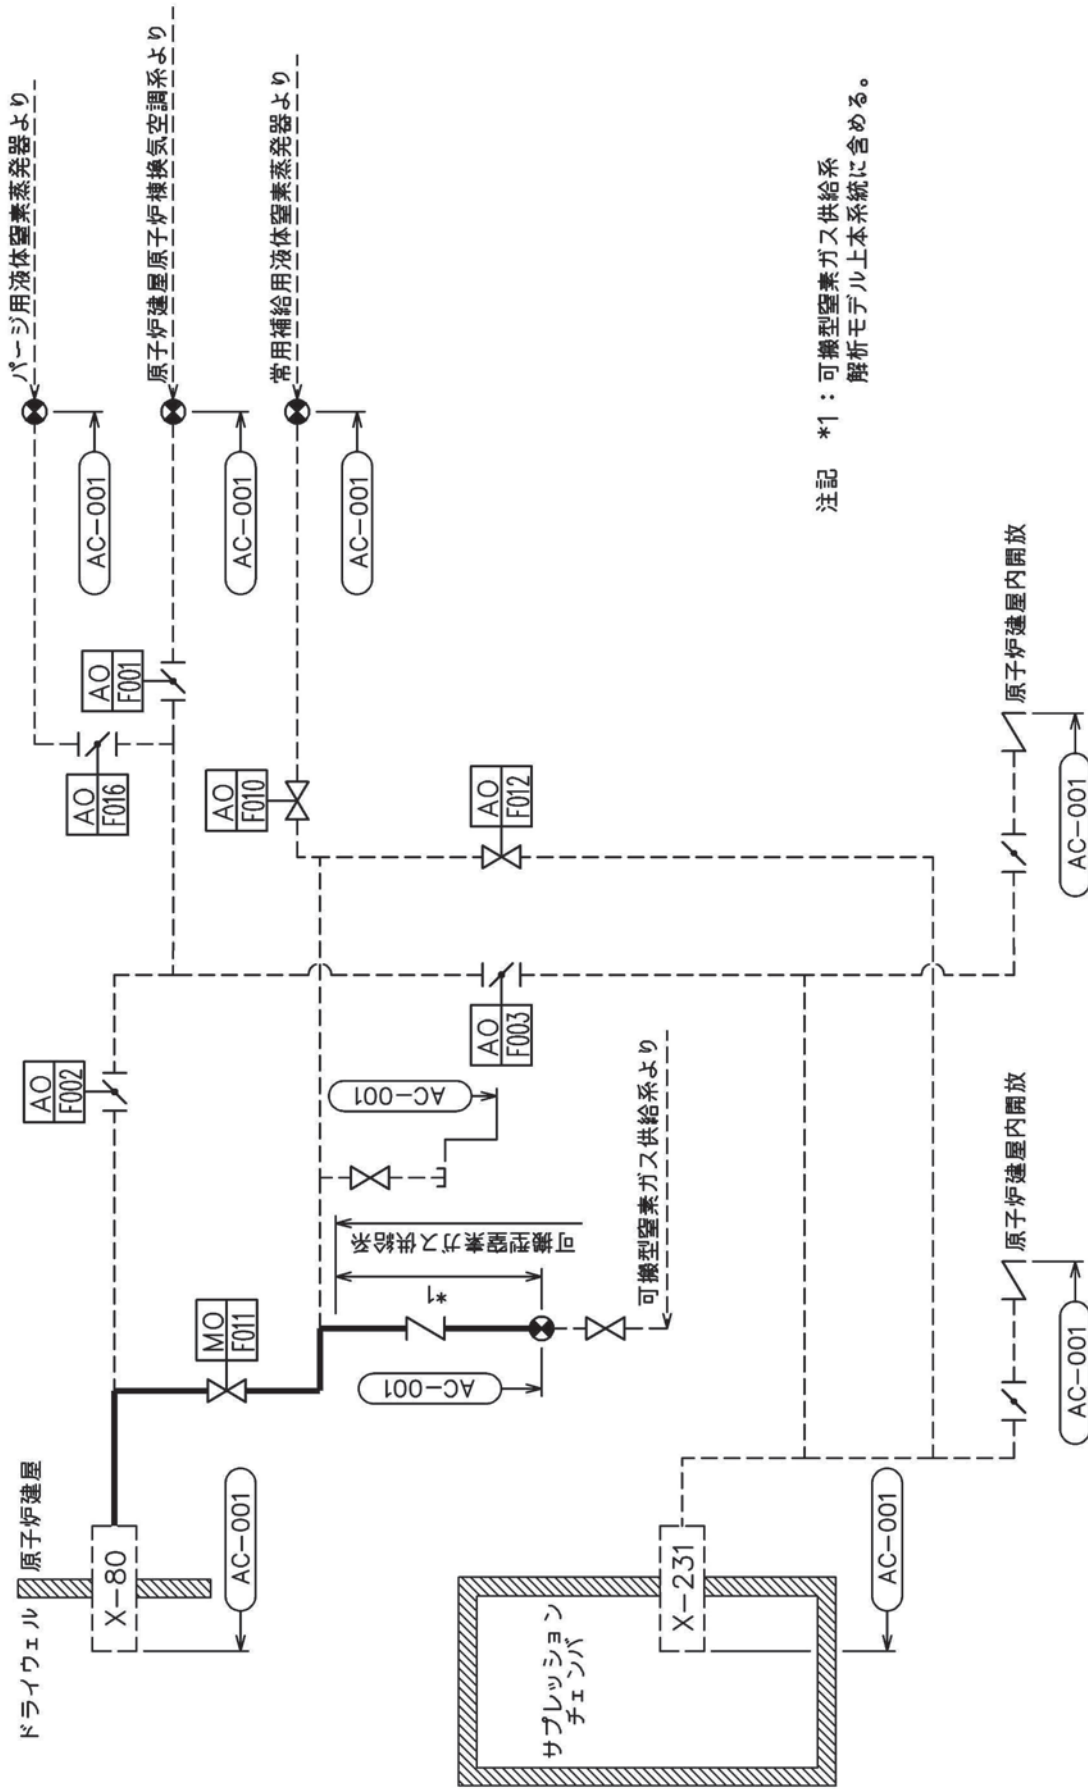 ドライウェル 原子炉建屋
X-80
AC-001
MO
F011
AO
F002
AO
F016
AO
F001
パージ用液体窒素蒸発器より
AC-001
原子炉建屋原子炉棟換気空調系より
AC-001
AO
F010
常用補給用液体窒素蒸発器より
AC-001
*1
可搬型窒素ガス供給系
AC-001
AC-001
AO
F003
AO
F012
可搬型窒素ガス供給系より
サプレッション
チェンバ
X-231
AC-001
原子炉建屋内開放
AC-001
原子炉建屋内開放
AC-001
注記 *1：可搬型窒素ガス供給系
解析モデル上本系統に含める。